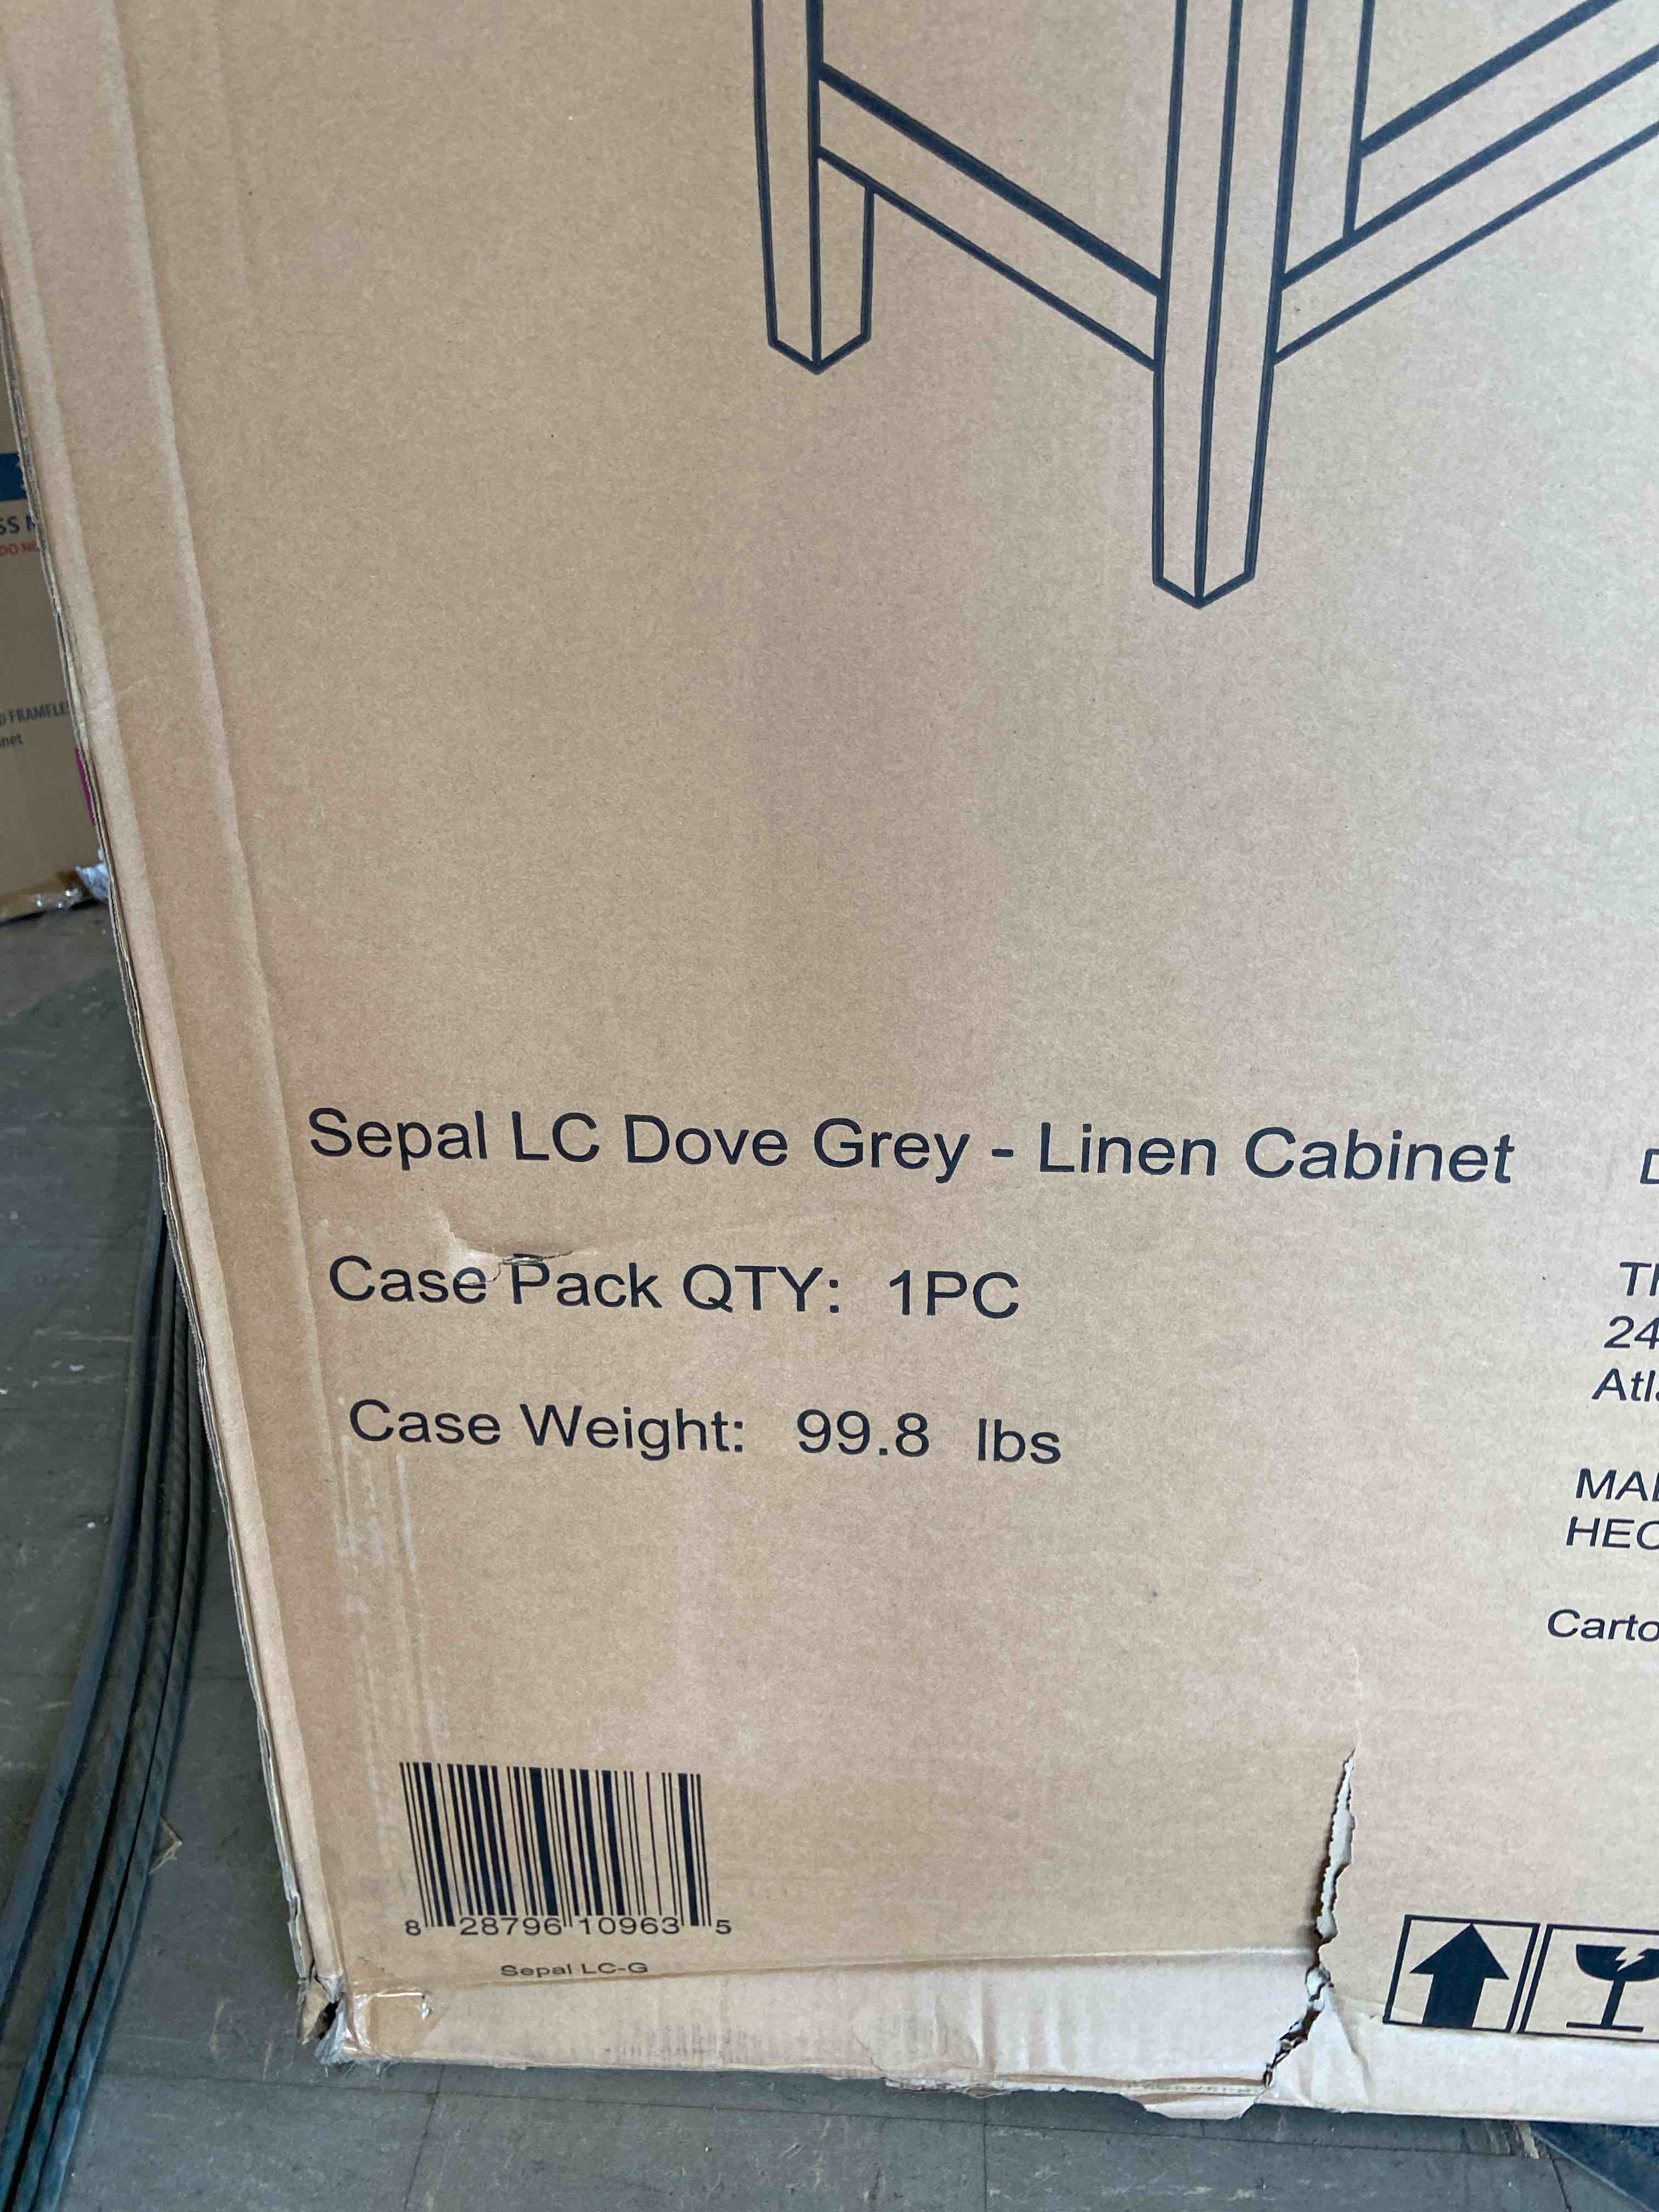 Sepal LC Dove Grey - Linen Cabinet
Case Pack QTY: 1PC
Case Weight: 99.8 lbs
24
8 28796 10963 5
Sepal LC-G